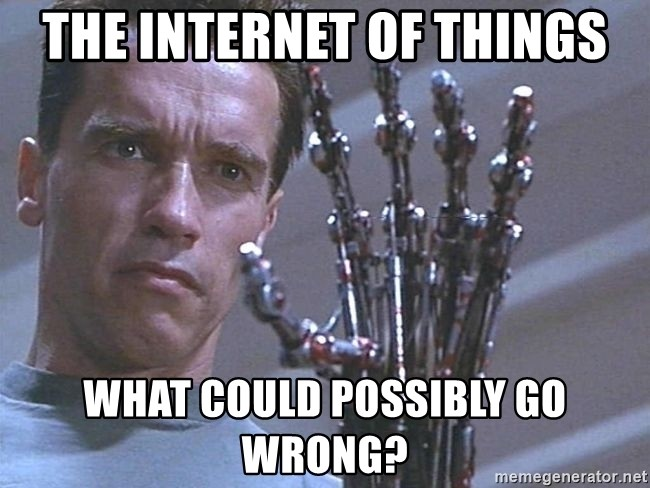 THE INTERNET OF THINGS
WHAT COULD POSSIBLY GO
WRONG?
memegenerator.net